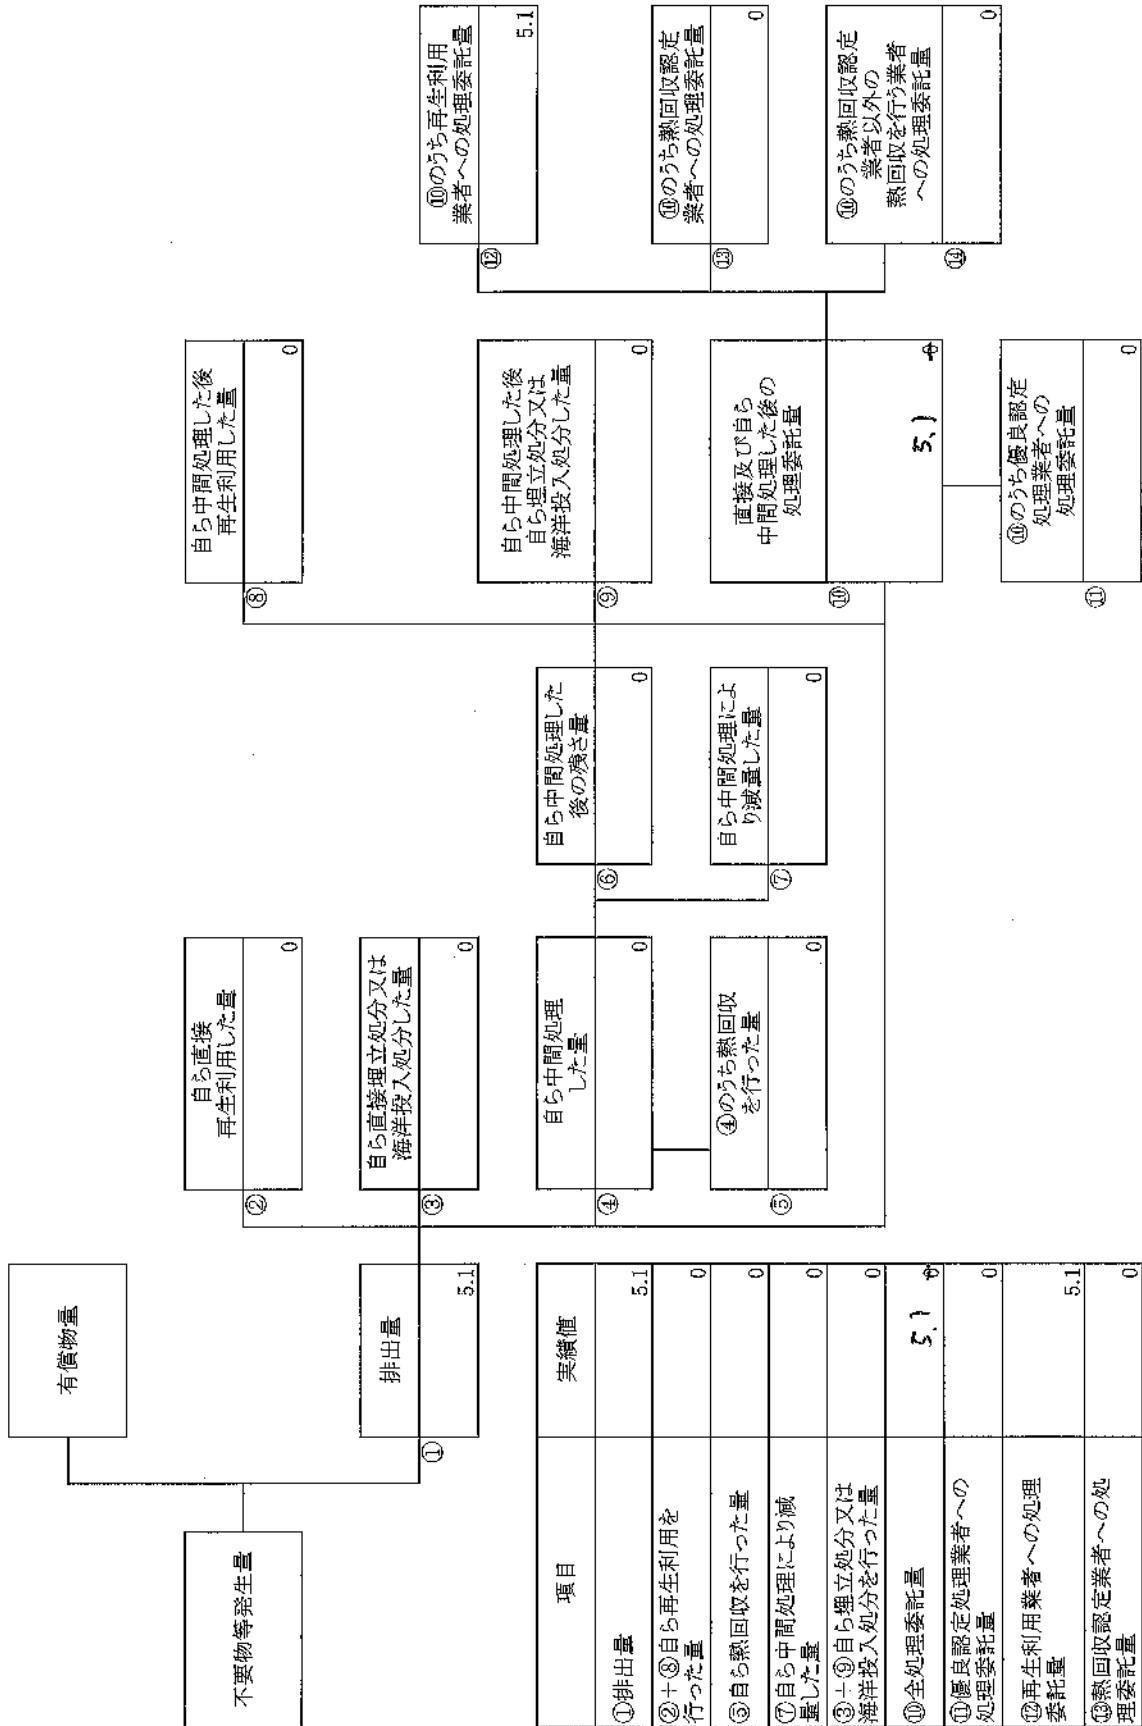 不要物等発生量
有償物量
①
排出量
5.1
②
自ら直接
再生利用した量
0
③
自ら直接埋立処分又は
海洋投入処分した量
0
④
自ら中間処理
した量
0
⑤
④のうち熱回収
を行った量
0
⑥
自ら中間処理した
後の残さ量
0
⑦
自ら中間処理によ
り減量した量
0
⑧
自ら中間処理した後
再生利用した量
0
⑨
自ら中間処理した後
自ら埋立処分又は
海洋投入処分した量
0
⑩
直接及び自ら
中間処理した後の
処理委託量
5.1 0
⑪
⑩のうち優良認定
処理業者への
処理委託量
0
⑫
⑩のうち再生利用
業者への処理委託量
5.1
⑬
⑩のうち熱回収認定
業者への処理委託量
0
⑭
⑩のうち熱回収認定
業者以外の
熱回収を行う業者
への処理委託量
0
項目 実績値
①排出量 5.1
②+⑧自ら再生利用を
行った量 0
⑤自ら熱回収を行った量 0
⑦自ら中間処理により減
量した量 0
③+⑨自ら埋立処分又は
海洋投入処分を行った量 0
⑩全処理委託量 5.1 0
⑪優良認定処理業者への
処理委託量 0
⑫再生利用業者への処理
委託量 5.1
⑬熱回収認定業者への処
理委託量 0